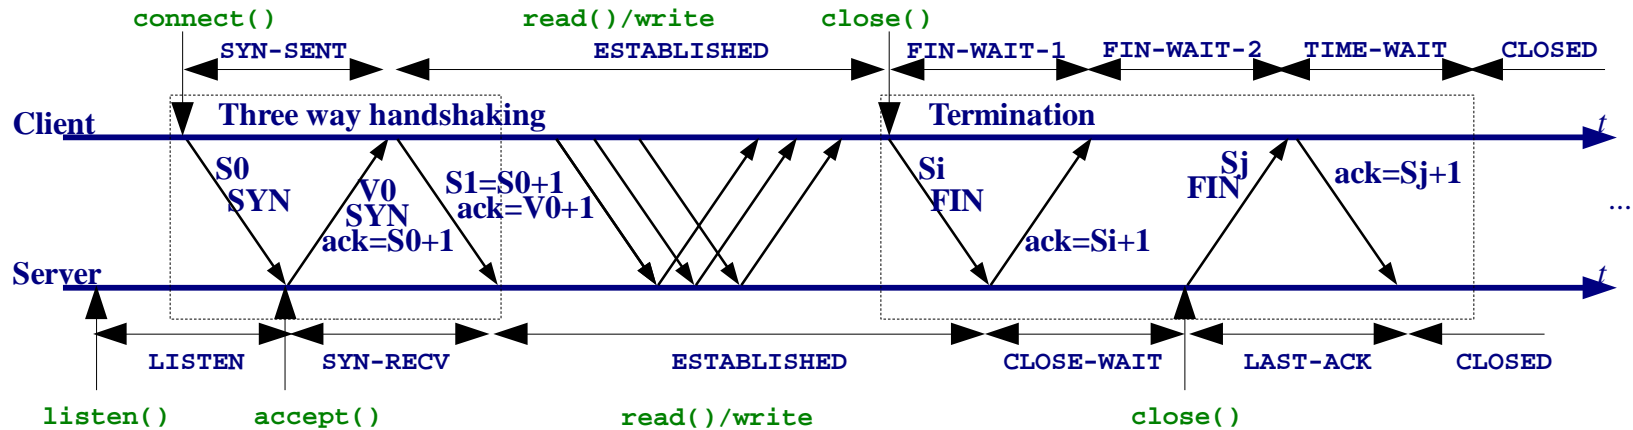 connect() read()/write close()
SYN-SENT ESTABLISHED FIN-WAIT-1 FIN-WAIT-2 TIME-WAIT CLOSED
Three way handshaking Termination
Client t
S0 Si Sj
SYN V0 S1=S0+1 FIN FIN ack=Sj+1
SYN ack=V0+1 ...
ack=S0+1 ack=Si+1
Server t
LISTEN SYN-RECV ESTABLISHED CLOSE-WAIT LAST-ACK CLOSED
listen() accept() read()/write close()